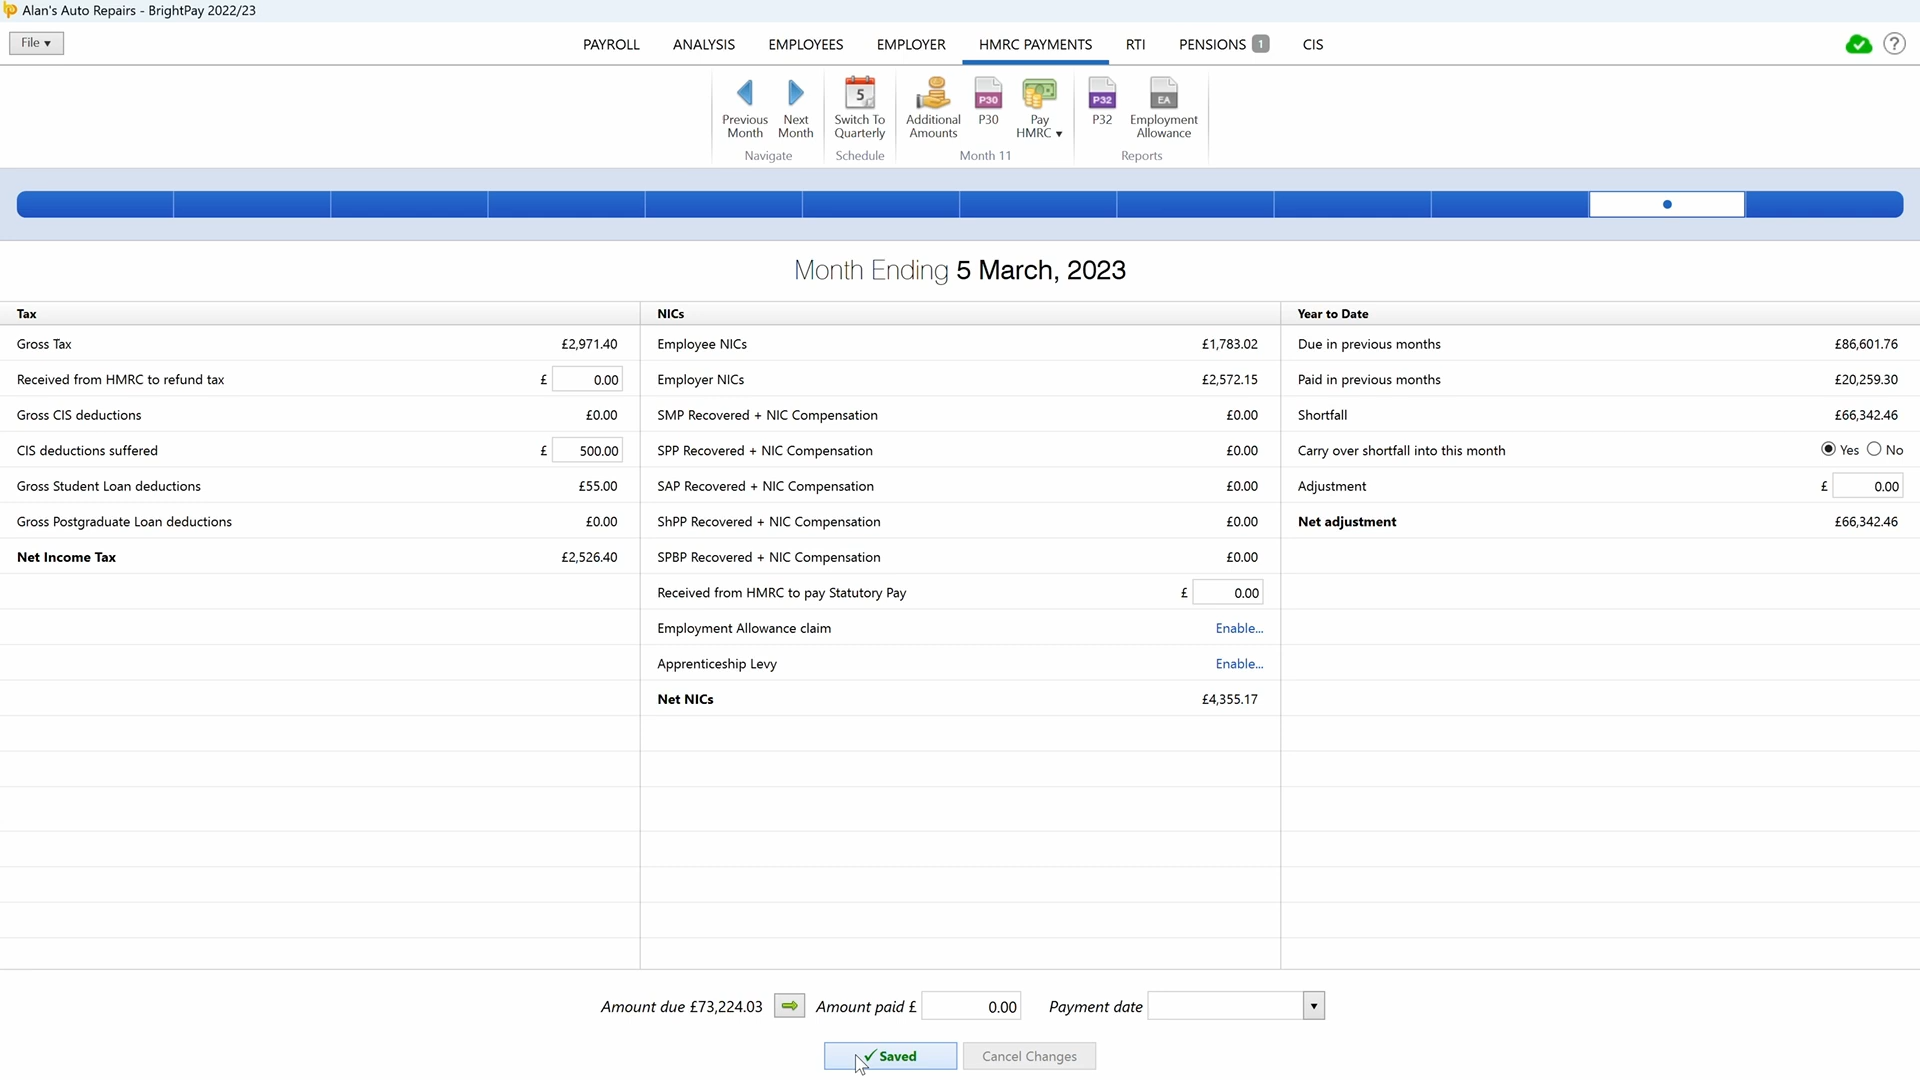 Alan's Auto Repairs - BrightPay 2022/23
File
PAYROLL ANALYSIS EMPLOYEES EMPLOYER HMRC PAYMENTS RTI PENSIONS 1 CIS
?
Previous Month
Next Month
Navigate
5
Switch To Quarterly
Schedule
Additional Amounts
P30
P30
Pay HMRC
Month 11
P32
P32
EA
Employment Allowance
Reports
Month Ending 5 March, 2023
Tax
Gross Tax £2,971.40
Received from HMRC to refund tax £ 0.00
Gross CIS deductions £0.00
CIS deductions suffered £ 500.00
Gross Student Loan deductions £55.00
Gross Postgraduate Loan deductions £0.00
Net Income Tax £2,526.40
NICs
Employee NICs £1,783.02
Employer NICs £2,572.15
SMP Recovered + NIC Compensation £0.00
SPP Recovered + NIC Compensation £0.00
SAP Recovered + NIC Compensation £0.00
ShPP Recovered + NIC Compensation £0.00
SPBP Recovered + NIC Compensation £0.00
Received from HMRC to pay Statutory Pay £ 0.00
Employment Allowance claim Enable...
Apprenticeship Levy Enable...
Net NICs £4,355.17
Year to Date
Due in previous months £86,601.76
Paid in previous months £20,259.30
Shortfall £66,342.46
Carry over shortfall into this month Yes No
Adjustment £ 0.00
Net adjustment £66,342.46
Amount due £73,224.03 Amount paid £ 0.00 Payment date
Saved Cancel Changes